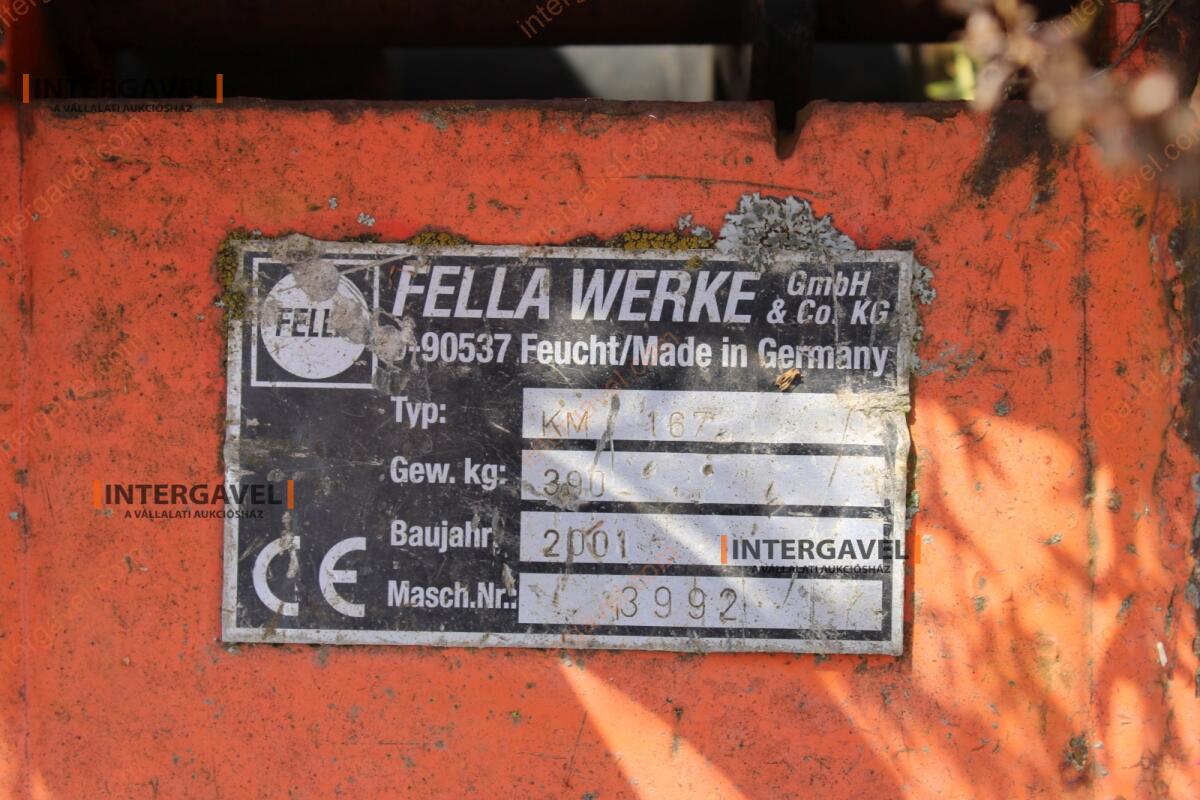 INTERGAVEL
A VÁLLALATI AUKCIÓSHÁZ
FELLA WERKE GmbH & Co. KG
FELL
-90537 Feucht/Made in Germany
Typ: KM 167
Gew. kg: 390
INTERGAVEL
A VÁLLALATI AUKCIÓSHÁZ
Baujahr 2001
INTERGAVEL
A VÁLLALATI AUKCIÓSHÁZ
CE
Masch.Nr.: 3992